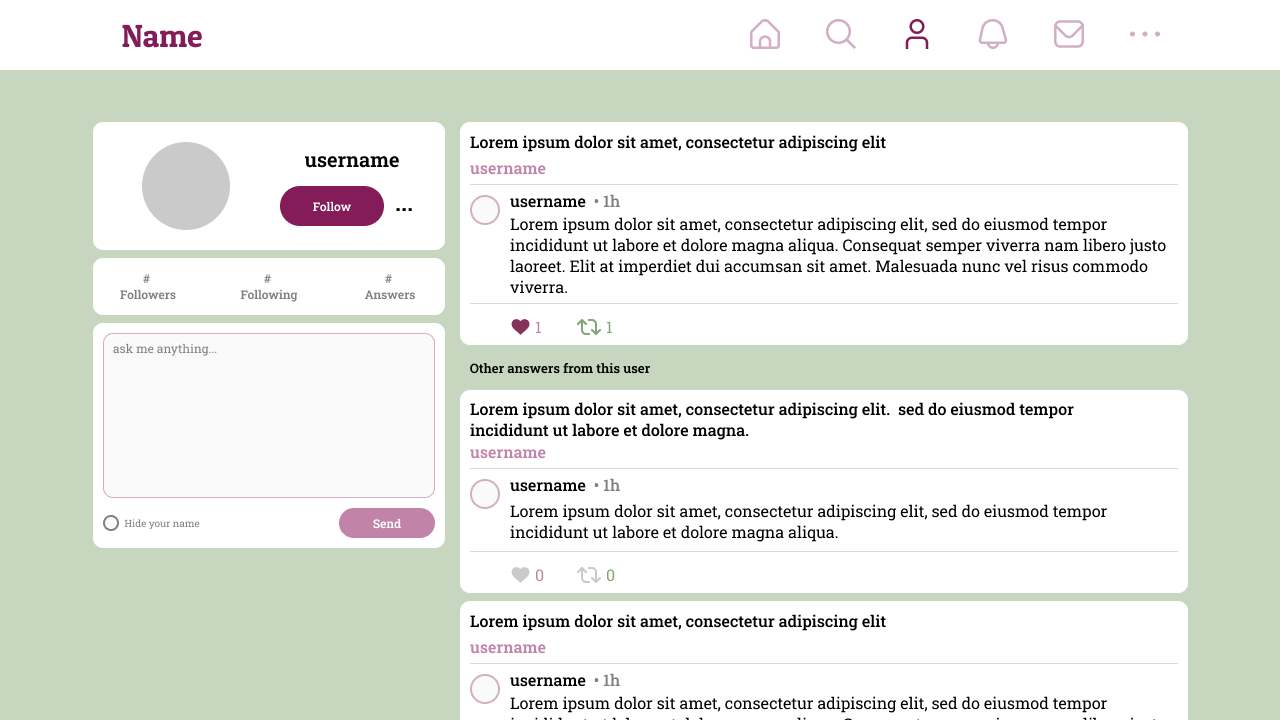 Name
username
Follow
...
# # #
Followers Following Answers
ask me anything...
Hide your name
Send
Lorem ipsum dolor sit amet, consectetur adipiscing elit
username
username • 1h
Lorem ipsum dolor sit amet, consectetur adipiscing elit, sed do eiusmod tempor
incididunt ut labore et dolore magna aliqua. Consequat semper viverra nam libero justo
laoreet. Elit at imperdiet dui accumsan sit amet. Malesuada nunc vel risus commodo
viverra.
1 1
Other answers from this user
Lorem ipsum dolor sit amet, consectetur adipiscing elit.  sed do eiusmod tempor
incididunt ut labore et dolore magna.
username
username • 1h
Lorem ipsum dolor sit amet, consectetur adipiscing elit, sed do eiusmod tempor
incididunt ut labore et dolore magna aliqua.
0 0
Lorem ipsum dolor sit amet, consectetur adipiscing elit
username
username • 1h
Lorem ipsum dolor sit amet, consectetur adipiscing elit, sed do eiusmod tempor